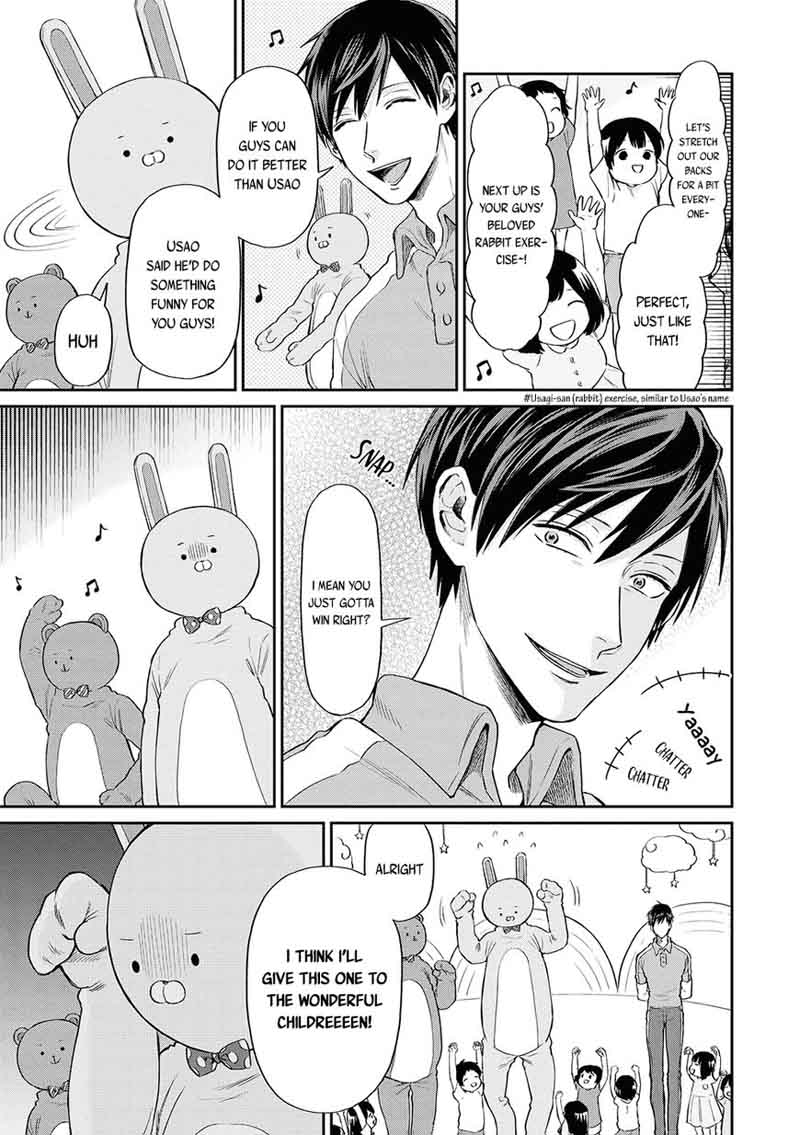 LET'S
STRETCH
OUT OUR
BACKS
FOR A BIT
EVERY-
ONE~
NEXT UP IS
YOUR GUYS'
BELOVED
RABBIT EXER-
CISE~!
PERFECT,
JUST LIKE
THAT!
#Usagi-san (rabbit) exercise, similar to Usao's name
IF YOU
GUYS CAN
DO IT BETTER
THAN USAO
USAO
SAID HE'D DO
SOMETHING
FUNNY FOR
YOU GUYS!
HUH
SNAP...
I MEAN YOU
JUST GOTTA
WIN RIGHT?
Yaaaay
CHATTER
CHATTER
ALRIGHT
I THINK I'LL
GIVE THIS ONE TO
THE WONDERFUL
CHILDREEEEN!